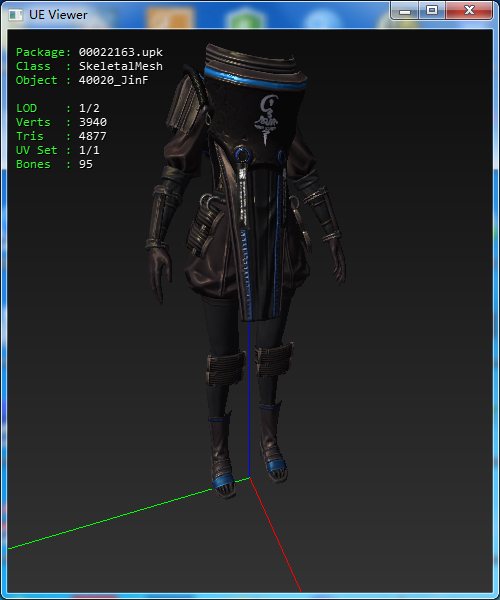 UE Viewer
Package: 00022163.upk
Class : SkeletalMesh
Object : 40020_JinF
LOD : 1/2
Verts : 3940
Tris : 4877
UV Set : 1/1
Bones : 95